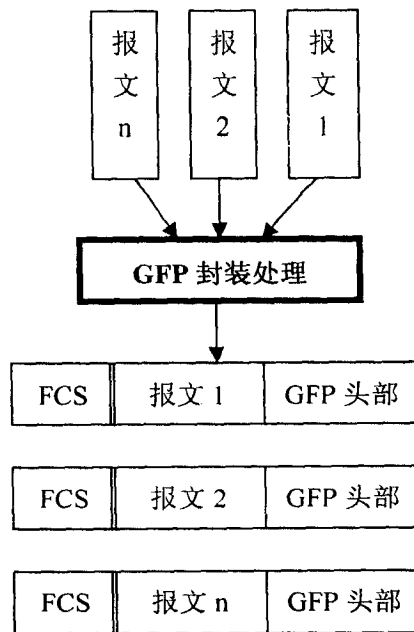 报文n
报文2
报文1
GFP 封装处理
FCS 报文 1 GFP 头部
FCS 报文 2 GFP 头部
FCS 报文 n GFP 头部